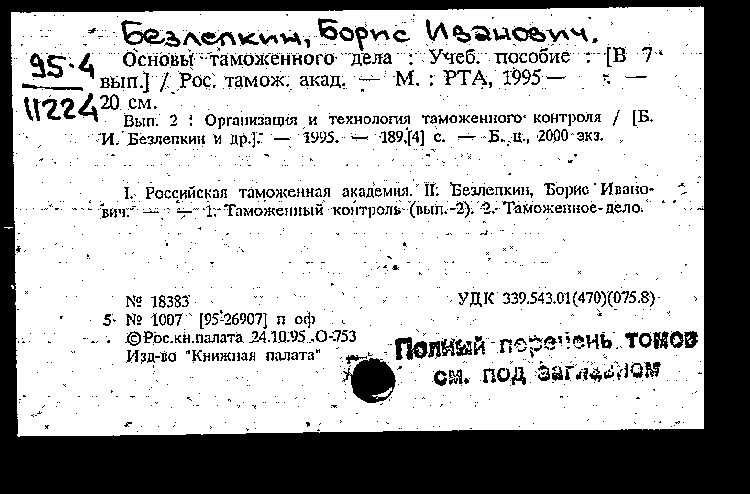 Безлепкин, Борис Иванович.
95-4
11224
Основы таможенного дела : Учеб. пособие : [В 7
вып.] / Рос. тамож. акад. — М. : РТА, 1995 — . —
20 см.
Вып. 2 : Организация и технология таможенного контроля / [Б.
И. Безлепкин и др.]. — 1995. — 189,[4] с. — Б. ц., 2000 экз.
I. Российская таможенная академия. II. Безлепкин, Борис Ивано-
вич. — — 1. Таможенный контроль (вып. 2). 2. Таможенное дело.
№ 18383
УДК 339.543.01(470)(075.8)
5 № 1007 [95-26907] п оф
© Рос.кн.палата 24.10.95 О-753
Изд-во "Книжная палата"
Полный перечень томов
см. под заглавием